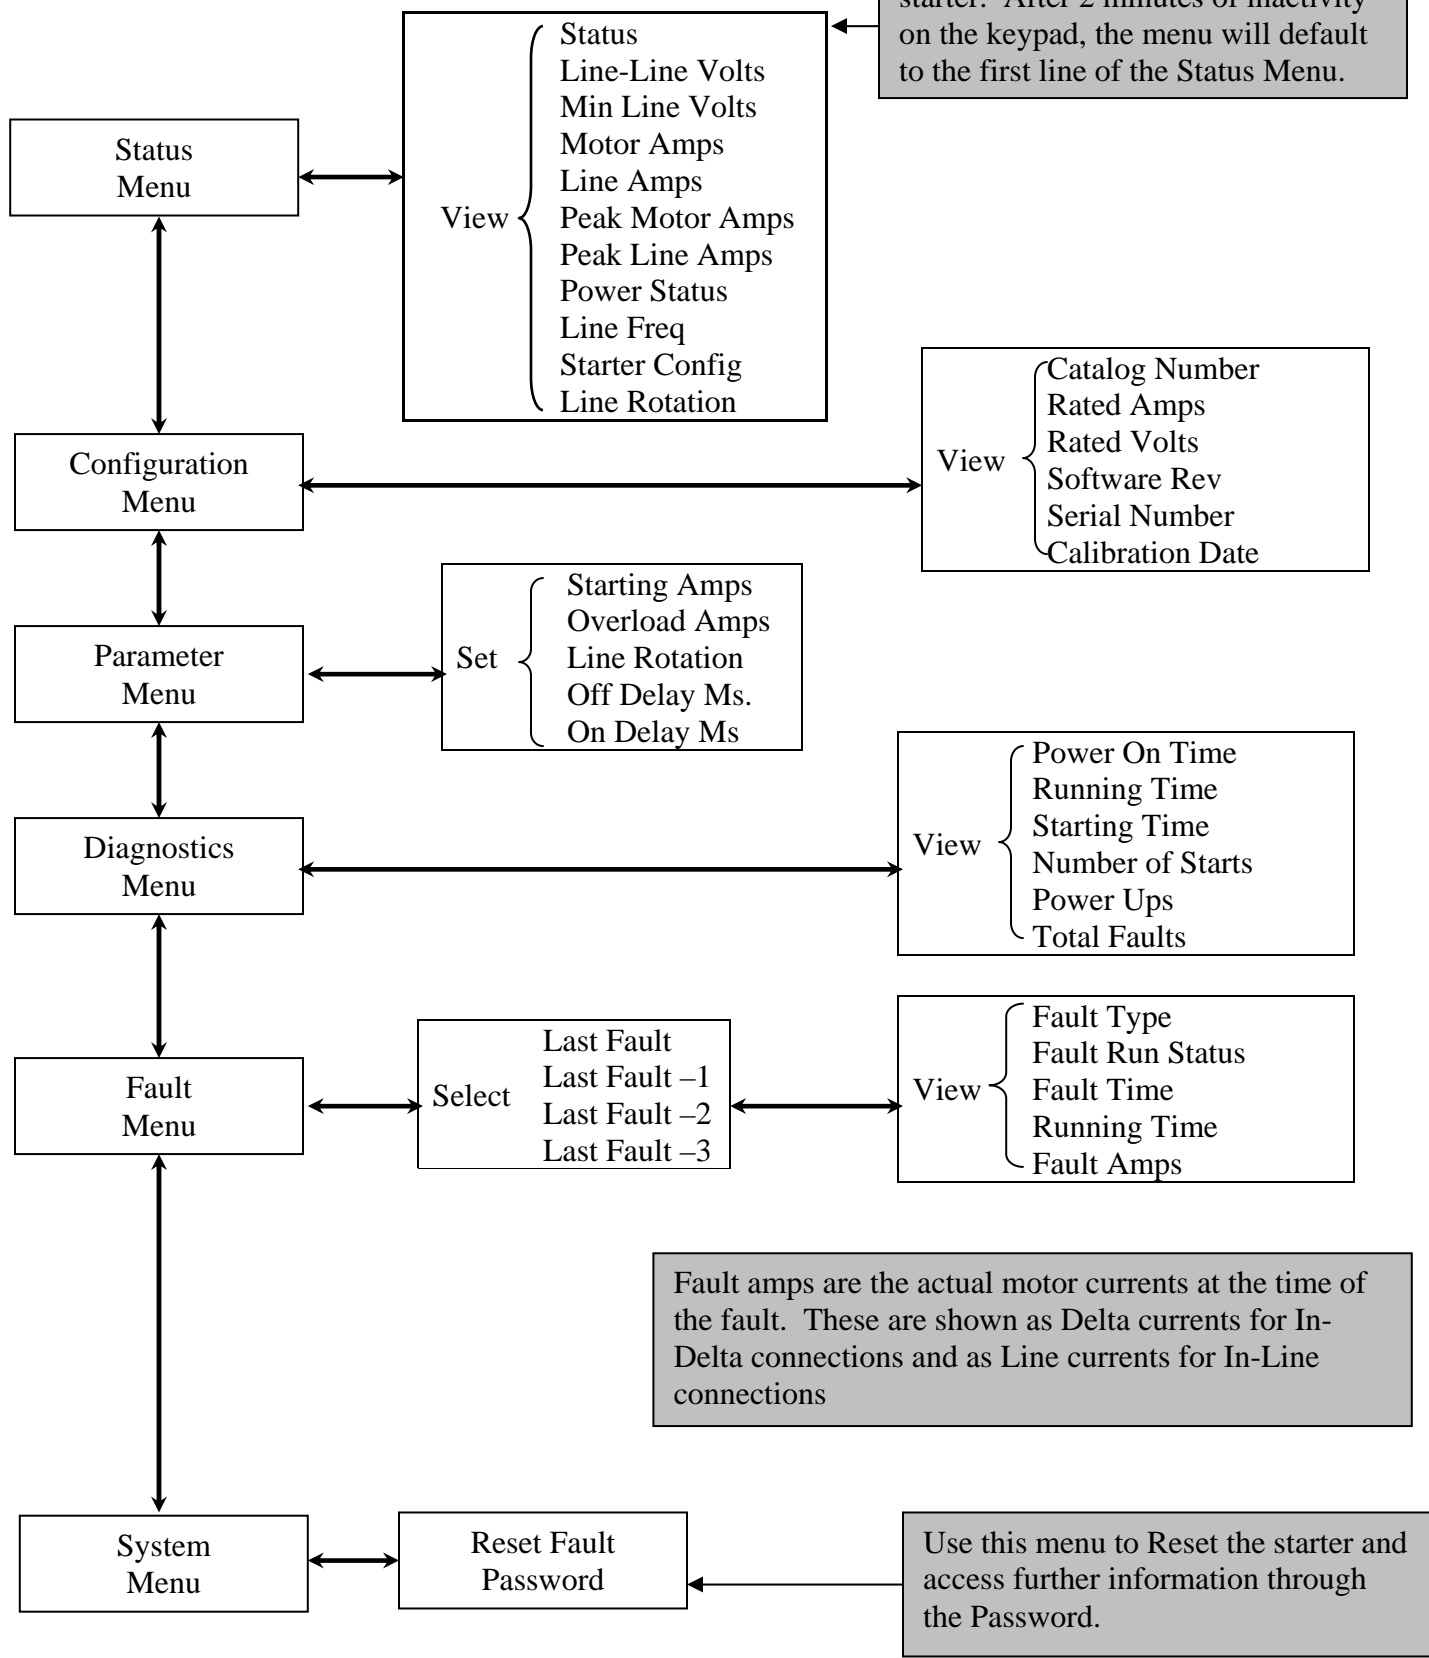 starter. After 2 minutes of inactivity
on the keypad, the menu will default
to the first line of the Status Menu.
Status
Menu
View
Status
Line-Line Volts
Min Line Volts
Motor Amps
Line Amps
Peak Motor Amps
Peak Line Amps
Power Status
Line Freq
Starter Config
Line Rotation
Configuration
Menu
View
Catalog Number
Rated Amps
Rated Volts
Software Rev
Serial Number
Calibration Date
Parameter
Menu
Set
Starting Amps
Overload Amps
Line Rotation
Off Delay Ms.
On Delay Ms
Diagnostics
Menu
View
Power On Time
Running Time
Starting Time
Number of Starts
Power Ups
Total Faults
Fault
Menu
Select
Last Fault
Last Fault –1
Last Fault –2
Last Fault –3
View
Fault Type
Fault Run Status
Fault Time
Running Time
Fault Amps
Fault amps are the actual motor currents at the time of
the fault. These are shown as Delta currents for In-
Delta connections and as Line currents for In-Line
connections
System
Menu
Reset Fault
Password
Use this menu to Reset the starter and
access further information through
the Password.